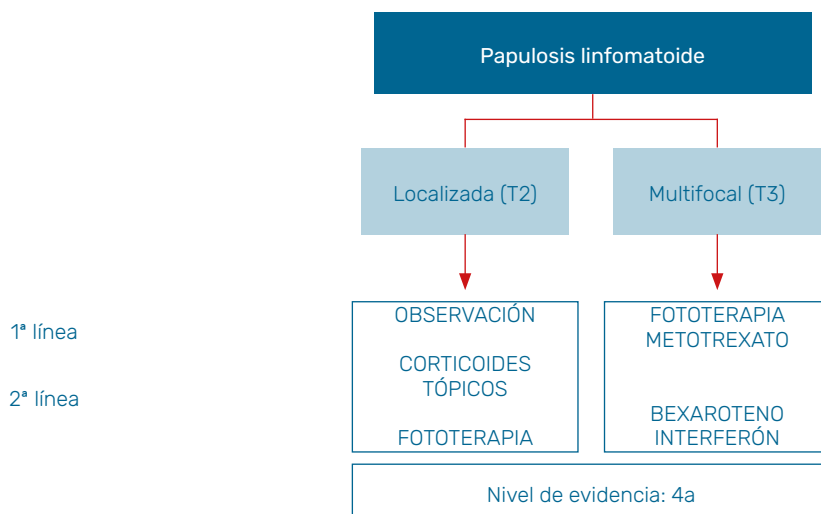 Papulosis linfomatoide
Localizada (T2)
Multifocal (T3)
1ª línea
2ª línea
OBSERVACIÓN
CORTICOIDES
TÓPICOS
FOTOTERAPIA
FOTOTERAPIA
METOTREXATO
BEXAROTENO
INTERFERÓN
Nivel de evidencia: 4a